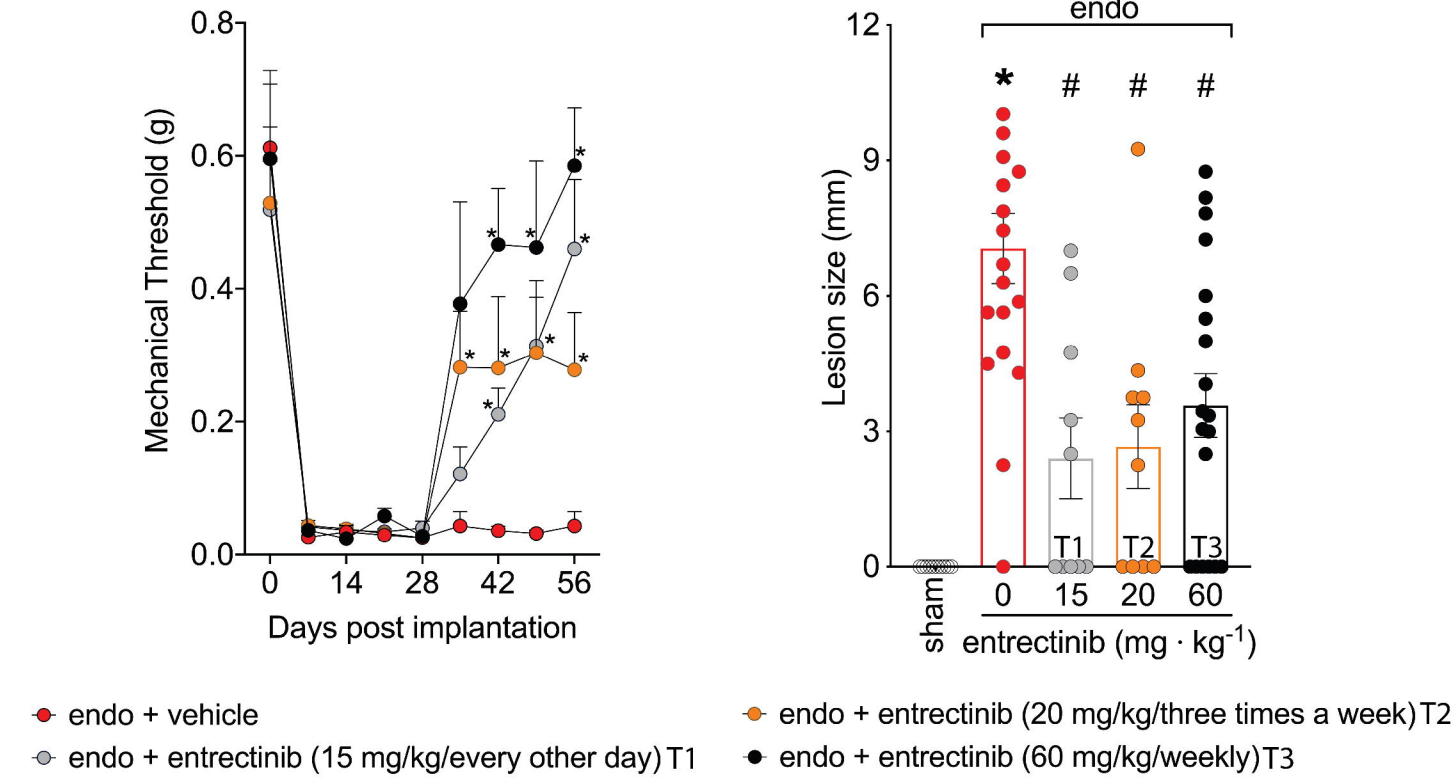 0.8
0.6
0.4
0.2
0.0
Mechanical Threshold (g)
* * * * * * * * *
0 14 28 42 56
Days post implantation
endo
12
9
6
3
0
Lesion size (mm)
* # # #
T1 T2 T3
sham 0 15 20 60
entrectinib (mg · kg-1)
endo + vehicle
endo + entrectinib (15 mg/kg/every other day) T1
endo + entrectinib (20 mg/kg/three times a week) T2
endo + entrectinib (60 mg/kg/weekly) T3